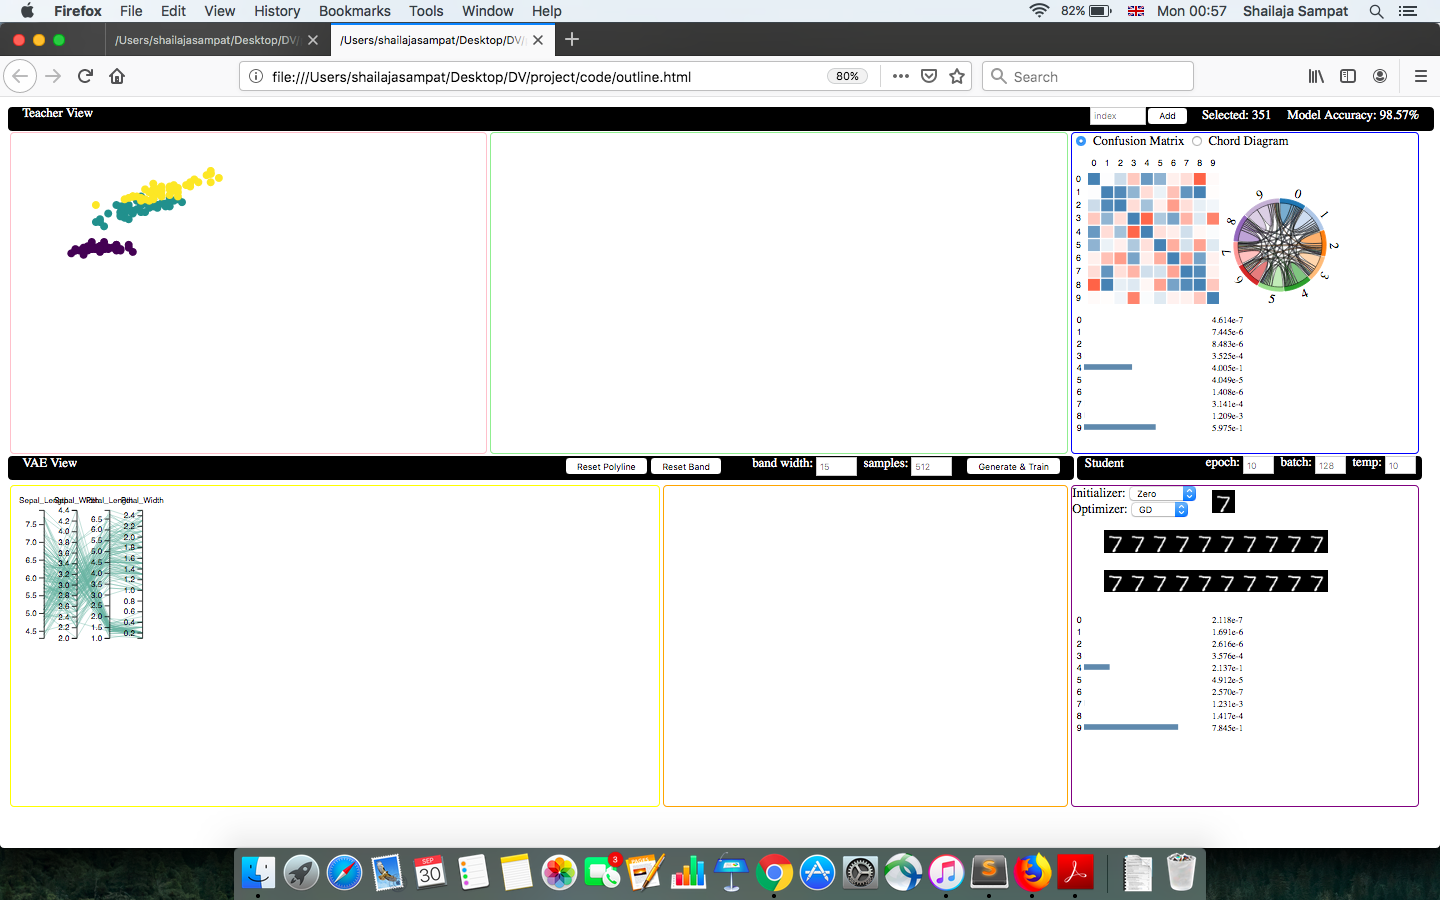 Firefox File Edit View History Bookmarks Tools Window Help 82% Mon 00:57 Shailaja Sampat
/Users/shailajasampat/Desktop/DV/ /Users/shailajasampat/Desktop/DV/
file:///Users/shailajasampat/Desktop/DV/project/code/outline.html 80% Search
Teacher View index Add Selected: 351 Model Accuracy: 98.57%
Confusion Matrix Chord Diagram
0 1 2 3 4 5 6 7 8 9
0
1
2
3
4
5
6
7
8
9
0 1 2 3 4 5 6 7 8 9
0 4.614e-7
1 7.445e-6
2 8.483e-6
3 3.525e-4
4 4.005e-1
5 4.049e-5
6 1.408e-6
7 3.141e-4
8 1.209e-3
9 5.975e-1
VAE View Reset Polyline Reset Band band width: 15 samples: 512 Generate & Train
Student epoch: 10 batch: 128 temp: 10
Sepal_Length Sepal_Width Petal_Length Petal_Width
7.5
7.0
6.5
6.0
5.5
5.0
4.5
4.4
4.2
4.0
3.8
3.6
3.4
3.2
3.0
2.8
2.6
2.4
2.2
2.0
6.5
6.0
5.5
5.0
4.5
4.0
3.5
3.0
2.5
2.0
1.5
1.0
2.4
2.2
2.0
1.8
1.6
1.4
1.2
1.0
0.8
0.6
0.4
0.2
Initializer: Zero
Optimizer: GD
7
7 7 7 7 7 7 7 7 7 7
7 7 7 7 7 7 7 7 7 7
0 2.118e-7
1 1.691e-6
2 2.616e-6
3 3.576e-4
4 2.137e-1
5 4.912e-5
6 2.570e-7
7 1.231e-3
8 1.417e-4
9 7.845e-1
SEP
30
PAGES
3